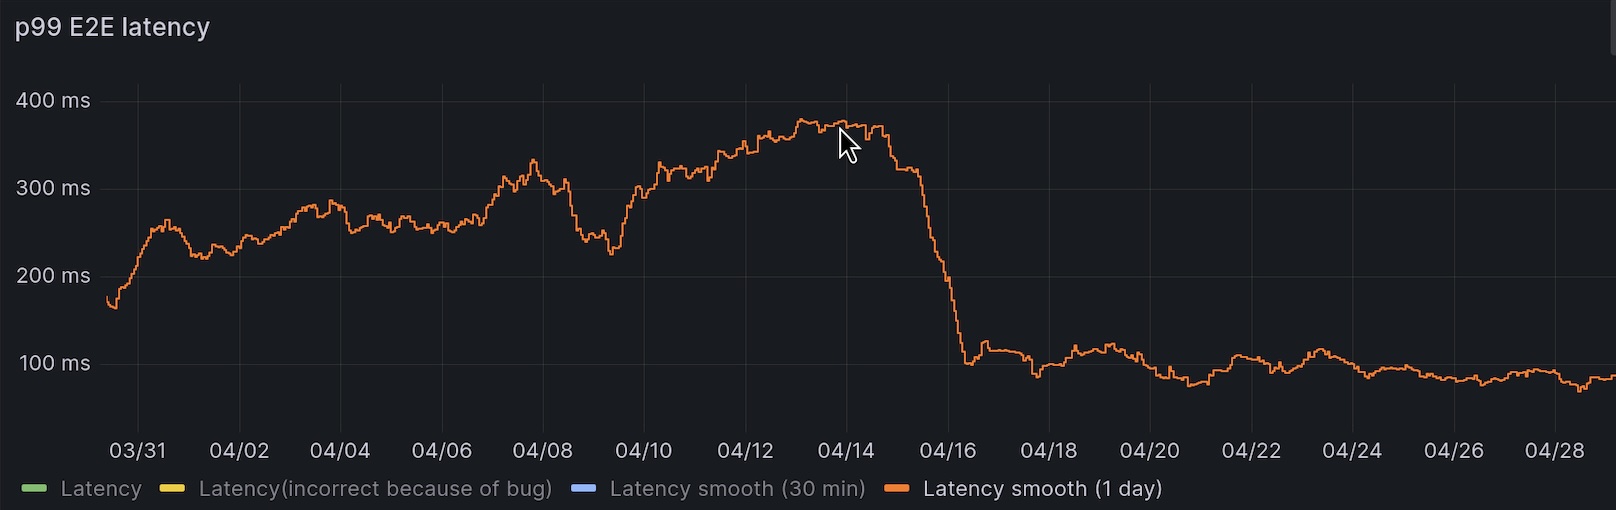 p99 E2E latency
400 ms
300 ms
200 ms
100 ms
03/31 04/02 04/04 04/06 04/08 04/10 04/12 04/14 04/16 04/18 04/20 04/22 04/24 04/26 04/28
Latency Latency(incorrect because of bug) Latency smooth (30 min) Latency smooth (1 day)